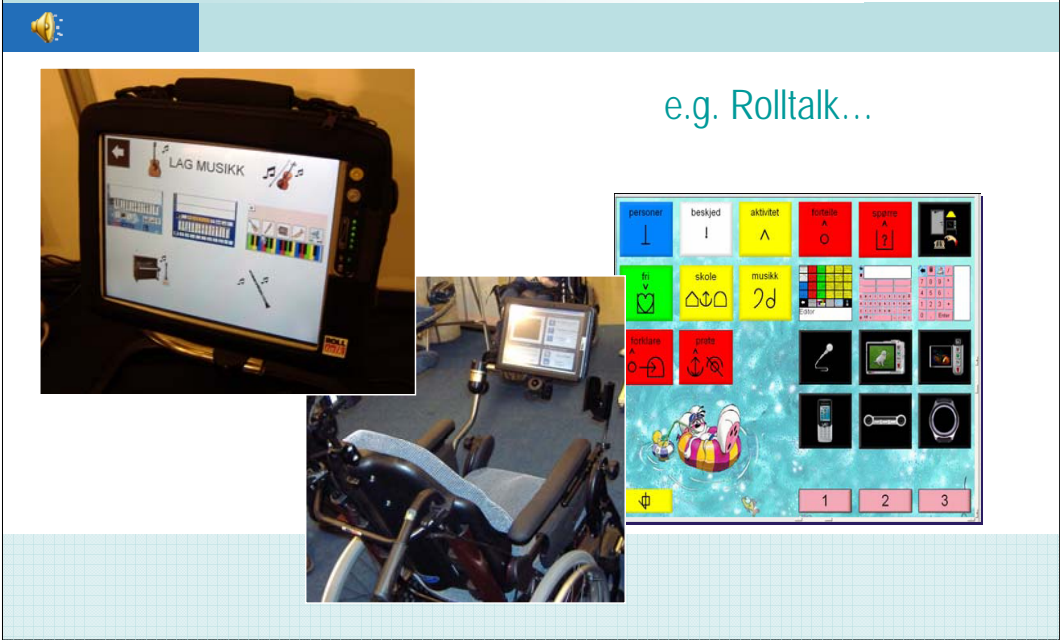 e.g. Rolltalk...
LAG MUSIKK
ROLL
personer beskjed aktivitet fortelle spørre
fri skole musikk
Editor
Enter
forklare prate
1 2 3